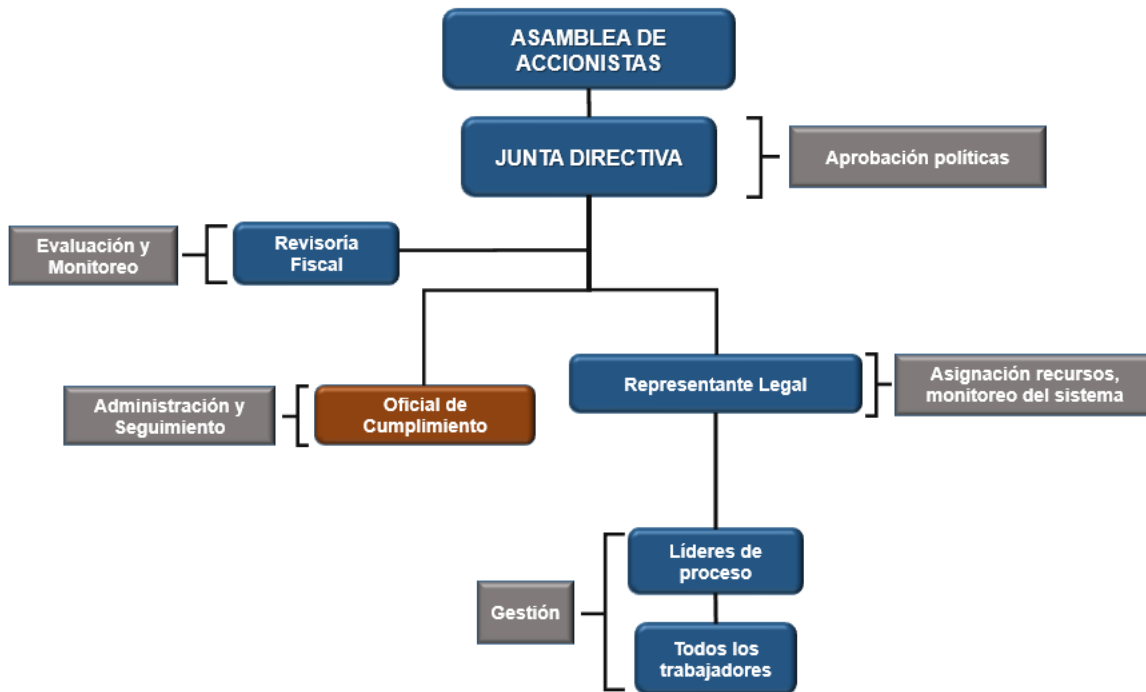 ASAMBLEA DE
ACCIONISTAS
JUNTA DIRECTIVA
Aprobación políticas
Evaluación y
Monitoreo
Revisoría
Fiscal
Representante Legal
Asignación recursos,
monitoreo del sistema
Administración y
Seguimiento
Oficial de
Cumplimiento
Líderes de
proceso
Gestión
Todos los
trabajadores